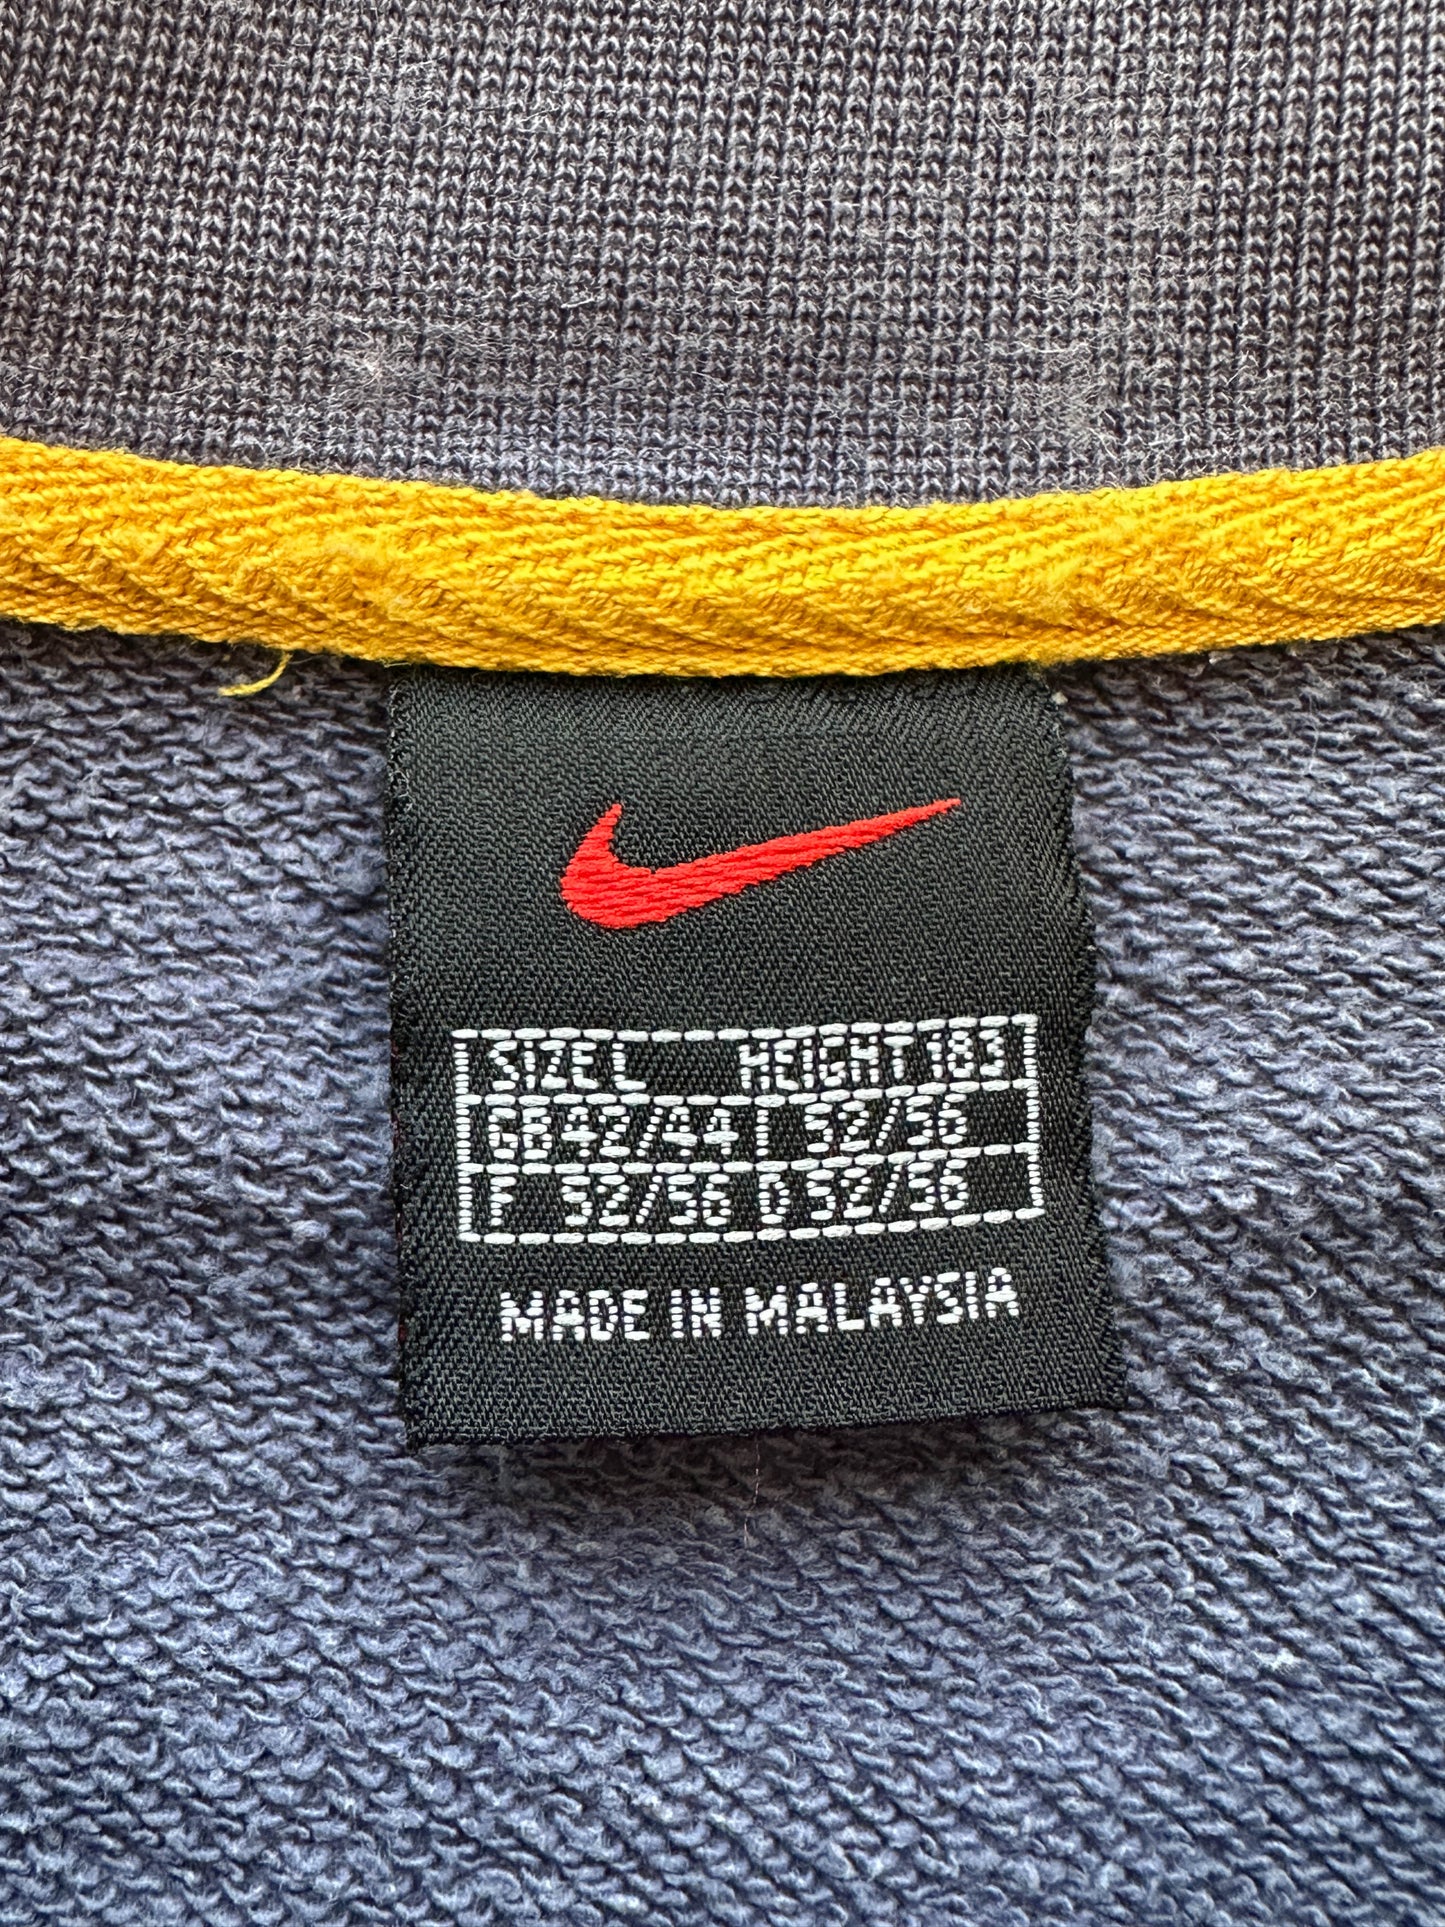 SIZE L HEIGHT 183
GB 42/44 I 52/56
F 52/56 D 52/56
MADE IN MALAYSIA